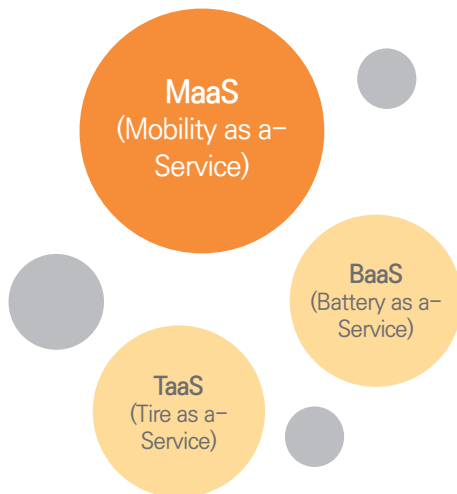 MaaS
(Mobility as a–
Service)
BaaS
(Battery as a–
Service)
TaaS
(Tire as a–
Service)